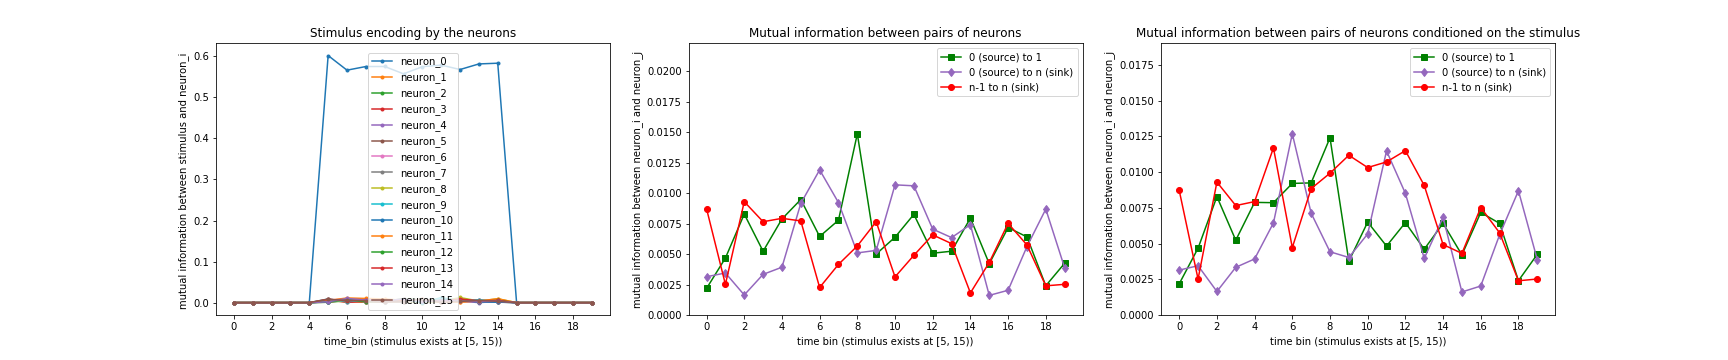 Stimulus encoding by the neurons
mutual information between stimulus and neuron_i
0.6
0.5
0.4
0.3
0.2
0.1
0.0
neuron_0
neuron_1
neuron_2
neuron_3
neuron_4
neuron_5
neuron_6
neuron_7
neuron_8
neuron_9
neuron_10
neuron_11
neuron_12
neuron_13
neuron_14
neuron_15
0 2 4 6 8 10 12 14 16 18
time_bin (stimulus exists at [5, 15))
Mutual information between pairs of neurons
mutual information between neuron_i and neuron_j
0.0200
0.0175
0.0150
0.0125
0.0100
0.0075
0.0050
0.0025
0.0000
0 (source) to 1
0 (source) to n (sink)
n-1 to n (sink)
0 2 4 6 8 10 12 14 16 18
time bin (stimulus exists at [5, 15))
Mutual information between pairs of neurons conditioned on the stimulus
mutual information between neuron_i and neuron_j
0.0175
0.0150
0.0125
0.0100
0.0075
0.0050
0.0025
0.0000
0 (source) to 1
0 (source) to n (sink)
n-1 to n (sink)
0 2 4 6 8 10 12 14 16 18
time bin (stimulus exists at [5, 15))